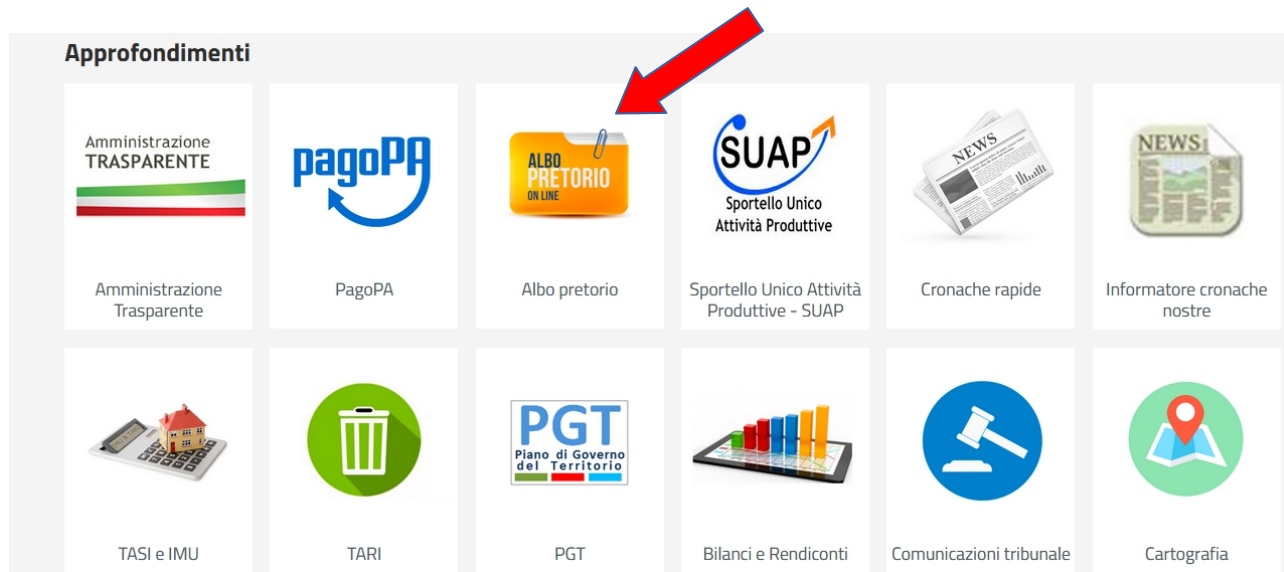 Approfondimenti
Amministrazione
TRASPARENTE
pagoPA
ALBO
PRETORIO
ON LINE
SUAP
Sportello Unico
Attività Produttive
NEWS
NEWS
Amministrazione
Trasparente
PagoPA
Albo pretorio
Sportello Unico Attività
Produttive - SUAP
Cronache rapide
Informatore cronache
nostre
PGT
Piano di Governo
del Territorio
TASI e IMU
TARI
PGT
Bilanci e Rendiconti
Comunicazioni tribunale
Cartografia